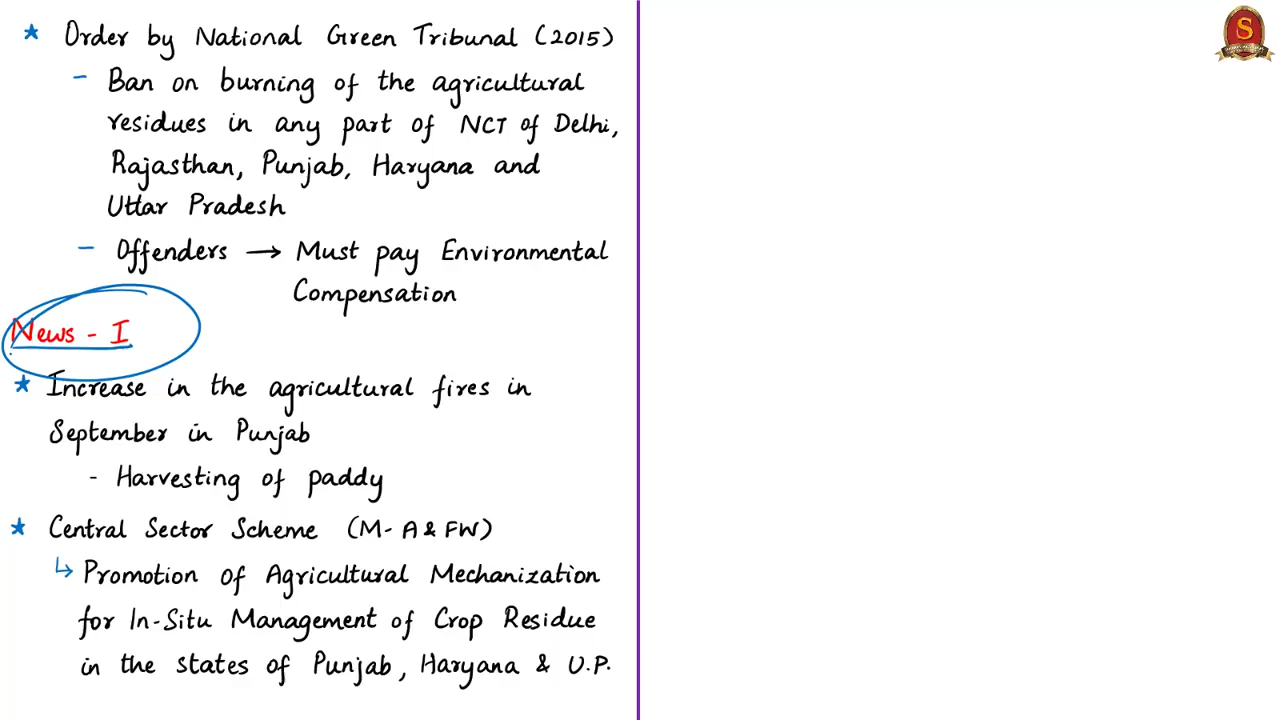 ★ Order by National Green Tribunal (2015)
- Ban on burning of the agricultural
residues in any part of NCT of Delhi,
Rajasthan, Punjab, Haryana and
Uttar Pradesh
- Offenders → Must pay Environmental
Compensation
News - I
★ Increase in the agricultural fires in
September in Punjab
- Harvesting of paddy
★ Central Sector Scheme (M- A & FW)
↳ Promotion of Agricultural Mechanization
for In-Situ Management of Crop Residue
in the states of Punjab, Haryana & U.P.
S